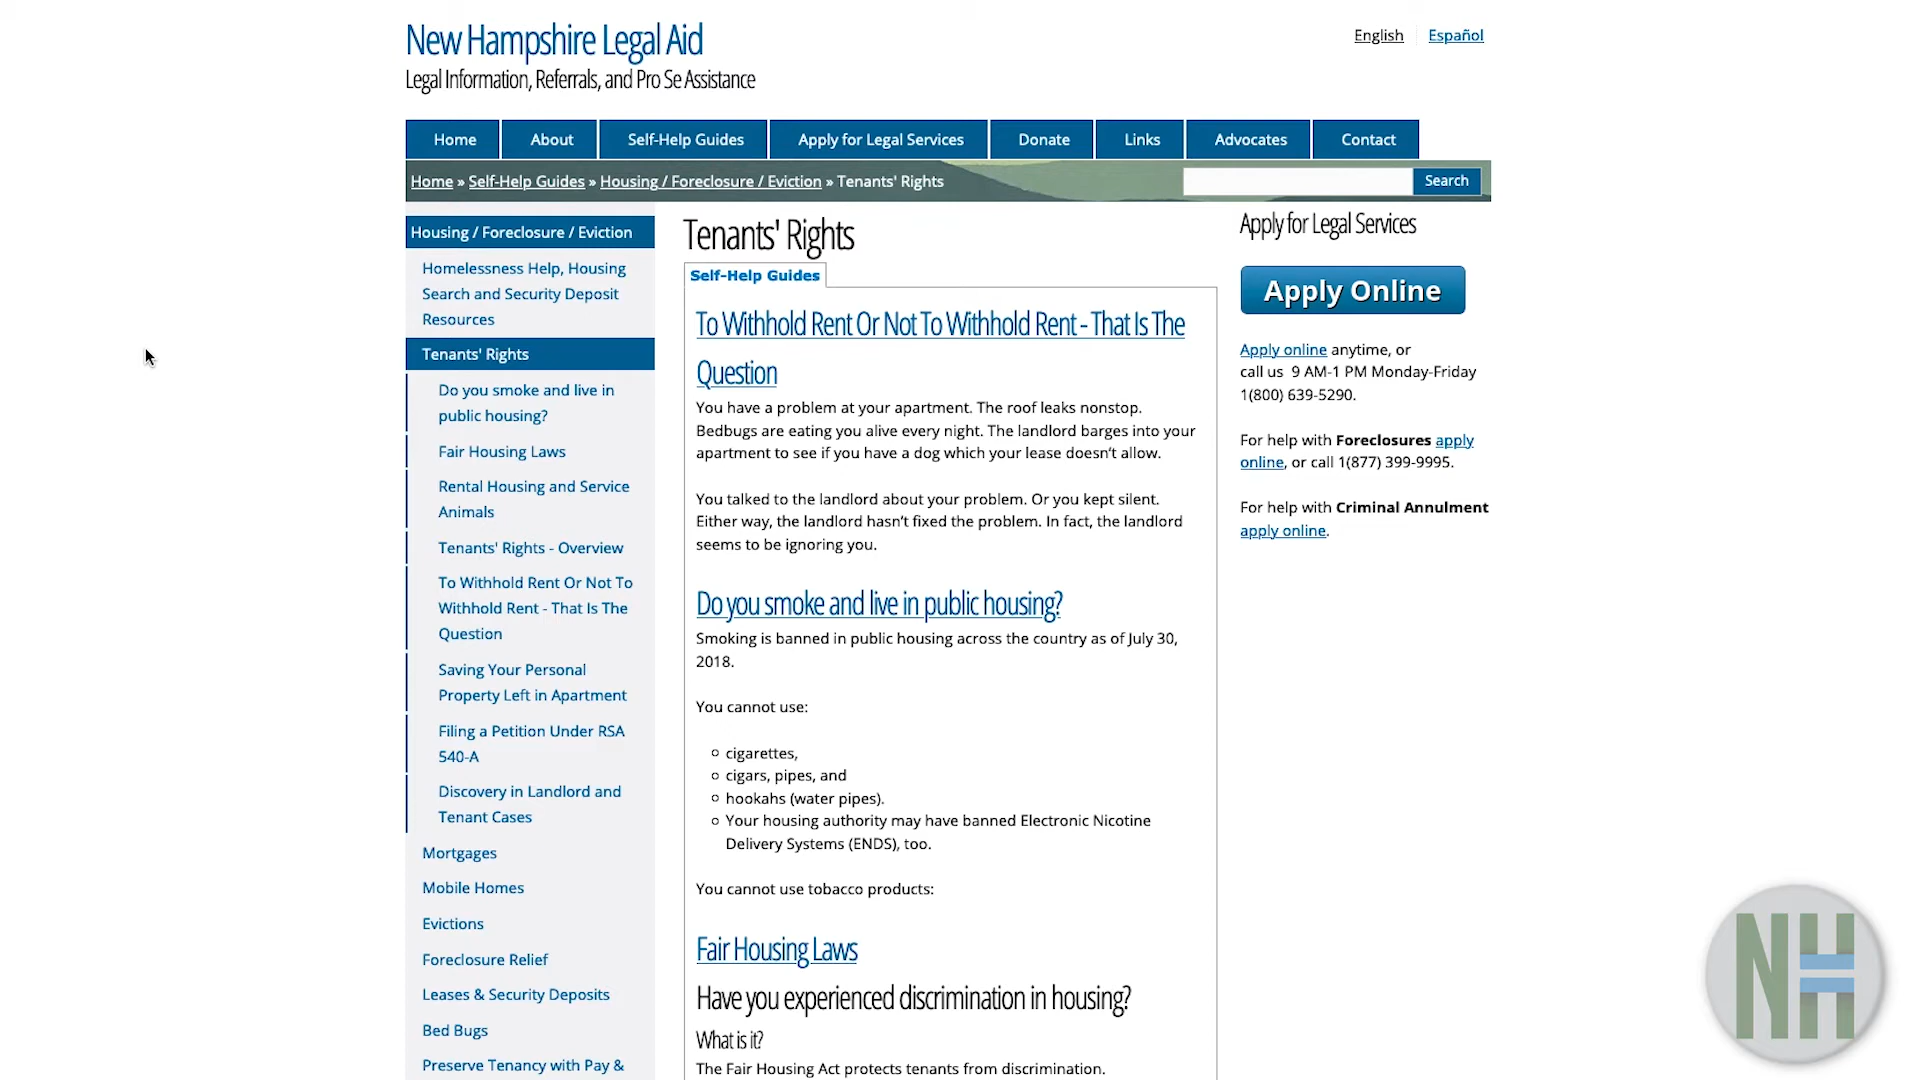 New Hampshire Legal Aid
Legal Information, Referrals, and Pro Se Assistance
English
Español
Home
About
Self-Help Guides
Apply for Legal Services
Donate
Links
Advocates
Contact
Home » Self-Help Guides » Housing / Foreclosure / Eviction » Tenants' Rights
Search
Housing / Foreclosure / Eviction
Homelessness Help, Housing
Search and Security Deposit
Resources
Tenants' Rights
Do you smoke and live in
public housing?
Fair Housing Laws
Rental Housing and Service
Animals
Tenants' Rights - Overview
To Withhold Rent Or Not To
Withhold Rent - That Is The
Question
Saving Your Personal
Property Left in Apartment
Filing a Petition Under RSA
540-A
Discovery in Landlord and
Tenant Cases
Mortgages
Mobile Homes
Evictions
Foreclosure Relief
Leases & Security Deposits
Bed Bugs
Preserve Tenancy with Pay &
Tenants' Rights
Self-Help Guides
To Withhold Rent Or Not To Withhold Rent - That Is The
Question
You have a problem at your apartment. The roof leaks nonstop.
Bedbugs are eating you alive every night. The landlord barges into your
apartment to see if you have a dog which your lease doesn't allow.
You talked to the landlord about your problem. Or you kept silent.
Either way, the landlord hasn't fixed the problem. In fact, the landlord
seems to be ignoring you.
Do you smoke and live in public housing?
Smoking is banned in public housing across the country as of July 30,
2018.
You cannot use:
cigarettes,
cigars, pipes, and
hookahs (water pipes).
Your housing authority may have banned Electronic Nicotine
Delivery Systems (ENDS), too.
You cannot use tobacco products:
Fair Housing Laws
Have you experienced discrimination in housing?
What is it?
The Fair Housing Act protects tenants from discrimination.
Apply for Legal Services
Apply Online
Apply online anytime, or
call us 9 AM-1 PM Monday-Friday
1(800) 639-5290.
For help with Foreclosures apply
online, or call 1(877) 399-9995.
For help with Criminal Annulment
apply online.
NH